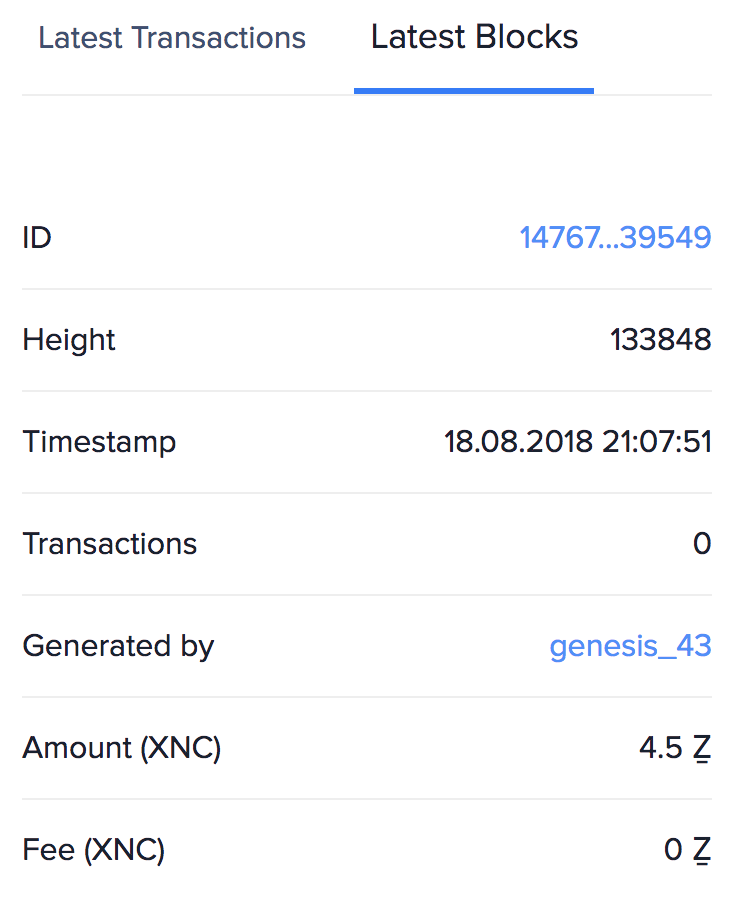 Latest Transactions Latest Blocks
ID 14767...39549
Height 133848
Timestamp 18.08.2018 21:07:51
Transactions 0
Generated by genesis_43
Amount (XNC) 4.5 Ẕ
Fee (XNC) 0 Ẕ